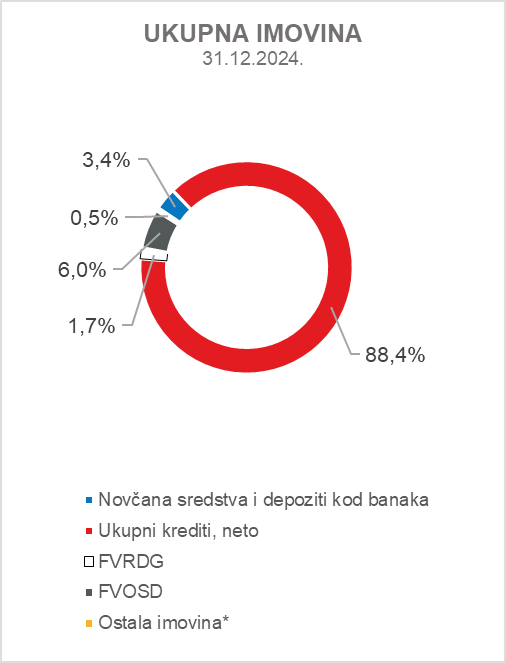 UKUPNA IMOVINA
31.12.2024.
3,4%
0,5%
6,0%
1,7%
88,4%
Novčana sredstva i depoziti kod banaka
Ukupni krediti, neto
FVRDG
FVOSD
Ostala imovina*